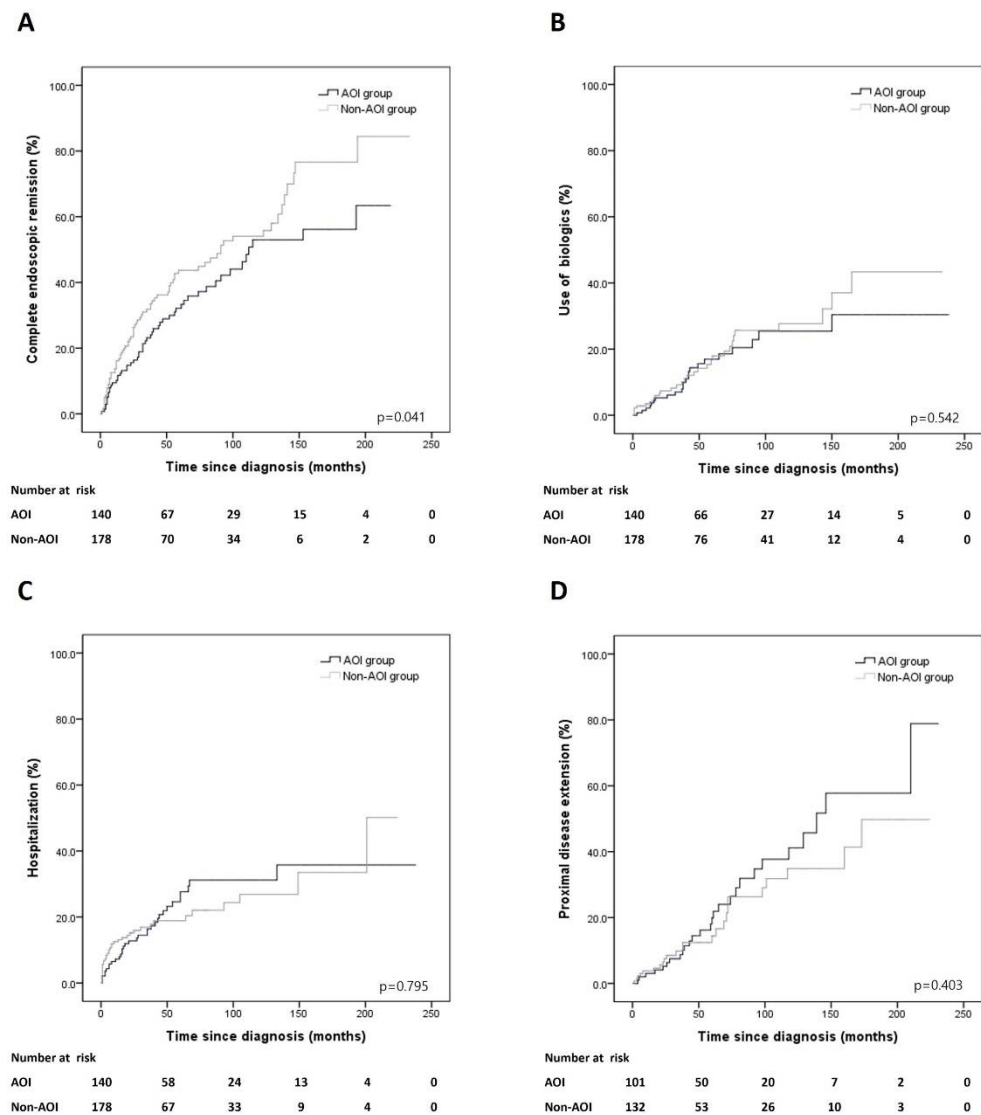 A
Complete endoscopic remission (%)
100.0
80.0
60.0
40.0
20.0
0.0
AOI group
Non-AOI group
p=0.041
0 50 100 150 200 250
Time since diagnosis (months)
Number at risk
AOI 140 67 29 15 4 0
Non-AOI 178 70 34 6 2 0
B
Use of biologics (%)
100.0
80.0
60.0
40.0
20.0
0.0
AOI group
Non-AOI group
p=0.542
0 50 100 150 200 250
Time since diagnosis (months)
Number at risk
AOI 140 66 27 14 5 0
Non-AOI 178 76 41 12 4 0
C
Hospitalization (%)
100.0
80.0
60.0
40.0
20.0
0.0
AOI group
Non-AOI group
p=0.795
0 50 100 150 200 250
Time since diagnosis (months)
Number at risk
AOI 140 58 24 13 4 0
Non-AOI 178 67 33 9 4 0
D
Proximal disease extension (%)
100.0
80.0
60.0
40.0
20.0
0.0
AOI group
Non-AOI group
p=0.403
0 50 100 150 200 250
Time since diagnosis (months)
Number at risk
AOI 101 50 20 7 2 0
Non-AOI 132 53 26 10 3 0